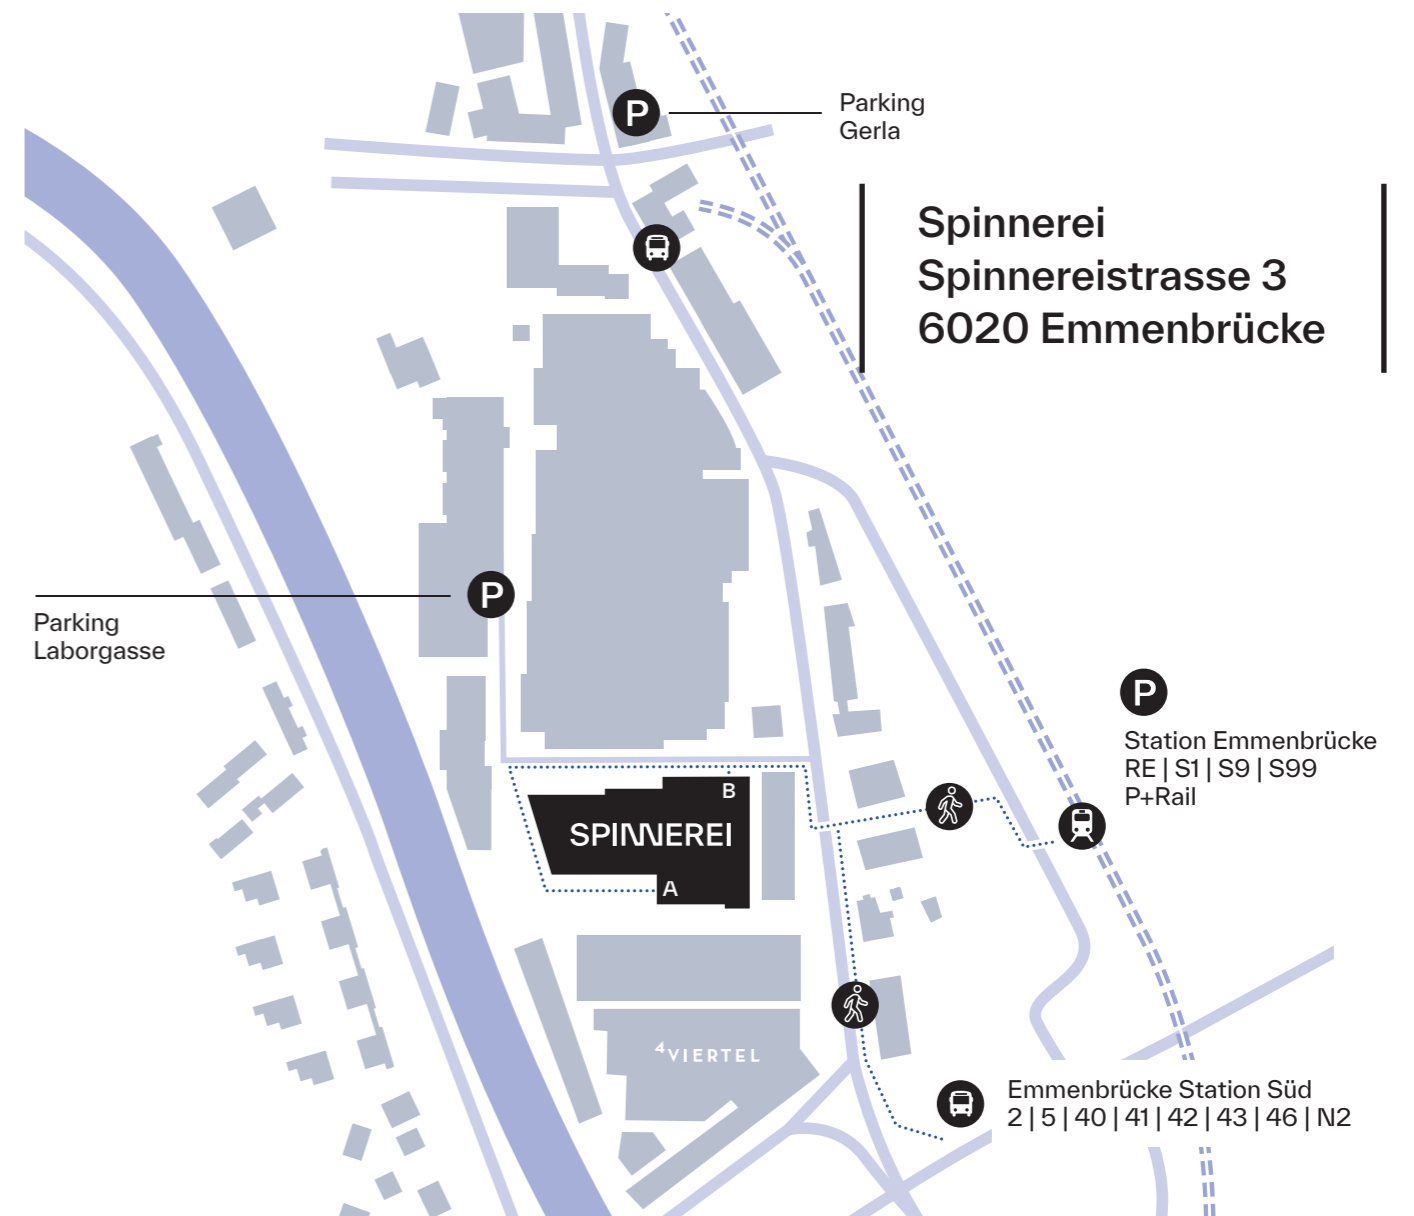 P
Parking
Gerla
Spinnerei
Spinnereistrasse 3
6020 Emmenbrücke
P
Parking
Laborgasse
P
Station Emmenbrücke
RE | S1 | S9 | S99
P+Rail
B
SPINNEREI
A
4VIERTEL
Emmenbrücke Station Süd
2 | 5 | 40 | 41 | 42 | 43 | 46 | N2